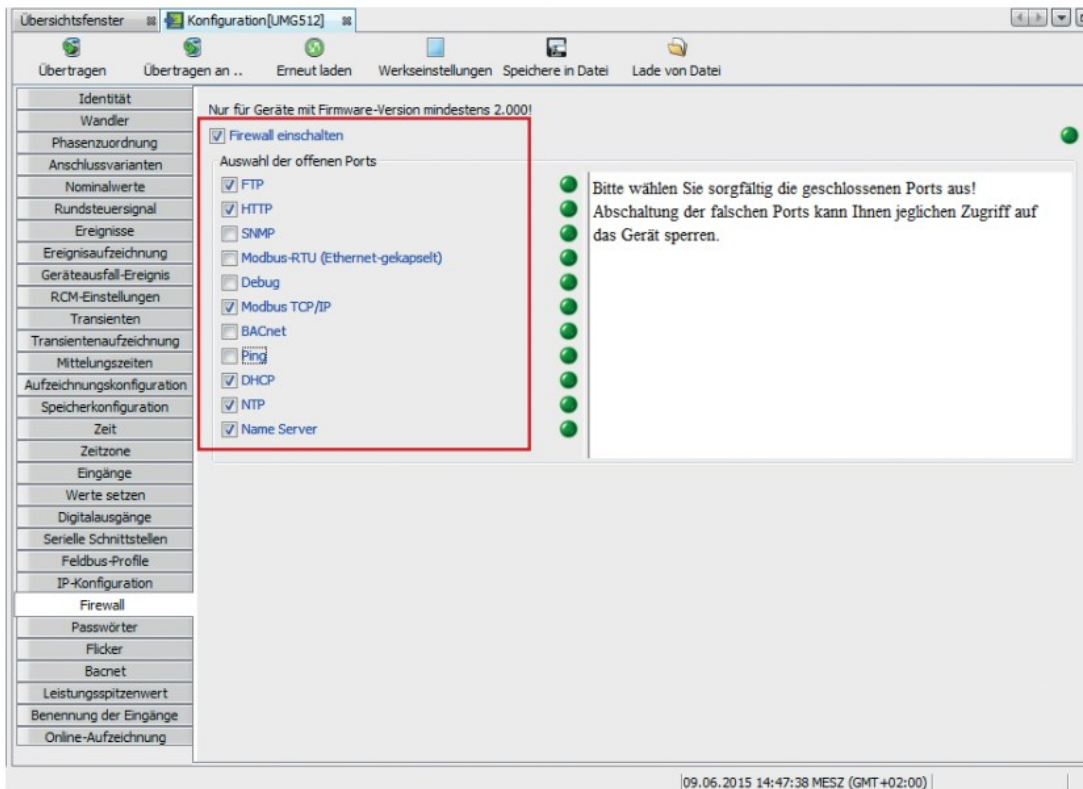 Übersichtsfenster
Konfiguration[UMG512]
Übertragen
Übertragen an ..
Erneut laden
Werkseinstellungen
Speichere in Datei
Lade von Datei
Identität
Wandler
Phasenzuordnung
Anschlussvarianten
Nominalwerte
Rundsteuersignal
Ereignisse
Ereignisaufzeichnung
Geräteausfall-Ereignis
RCM-Einstellungen
Transienten
Transientenaufzeichnung
Mittelungszeiten
Aufzeichnungskonfiguration
Speicherkonfiguration
Zeit
Zeitzone
Eingänge
Werte setzen
Digitalausgänge
Serielle Schnittstellen
Feldbus-Profile
IP-Konfiguration
Firewall
Passwörter
Flicker
Bacnet
Leistungsspitzenwert
Benennung der Eingänge
Online-Aufzeichnung
Nur für Geräte mit Firmware-Version mindestens 2.000!
Firewall einschalten
Auswahl der offenen Ports
FTP
HTTP
SNMP
Modbus-RTU (Ethernet-gekapselt)
Debug
Modbus TCP/IP
BACnet
Ping
DHCP
NTP
Name Server
Bitte wählen Sie sorgfältig die geschlossenen Ports aus!
Abschaltung der falschen Ports kann Ihnen jeglichen Zugriff auf
das Gerät sperren.
09.06.2015 14:47:38 MESZ (GMT+02:00)